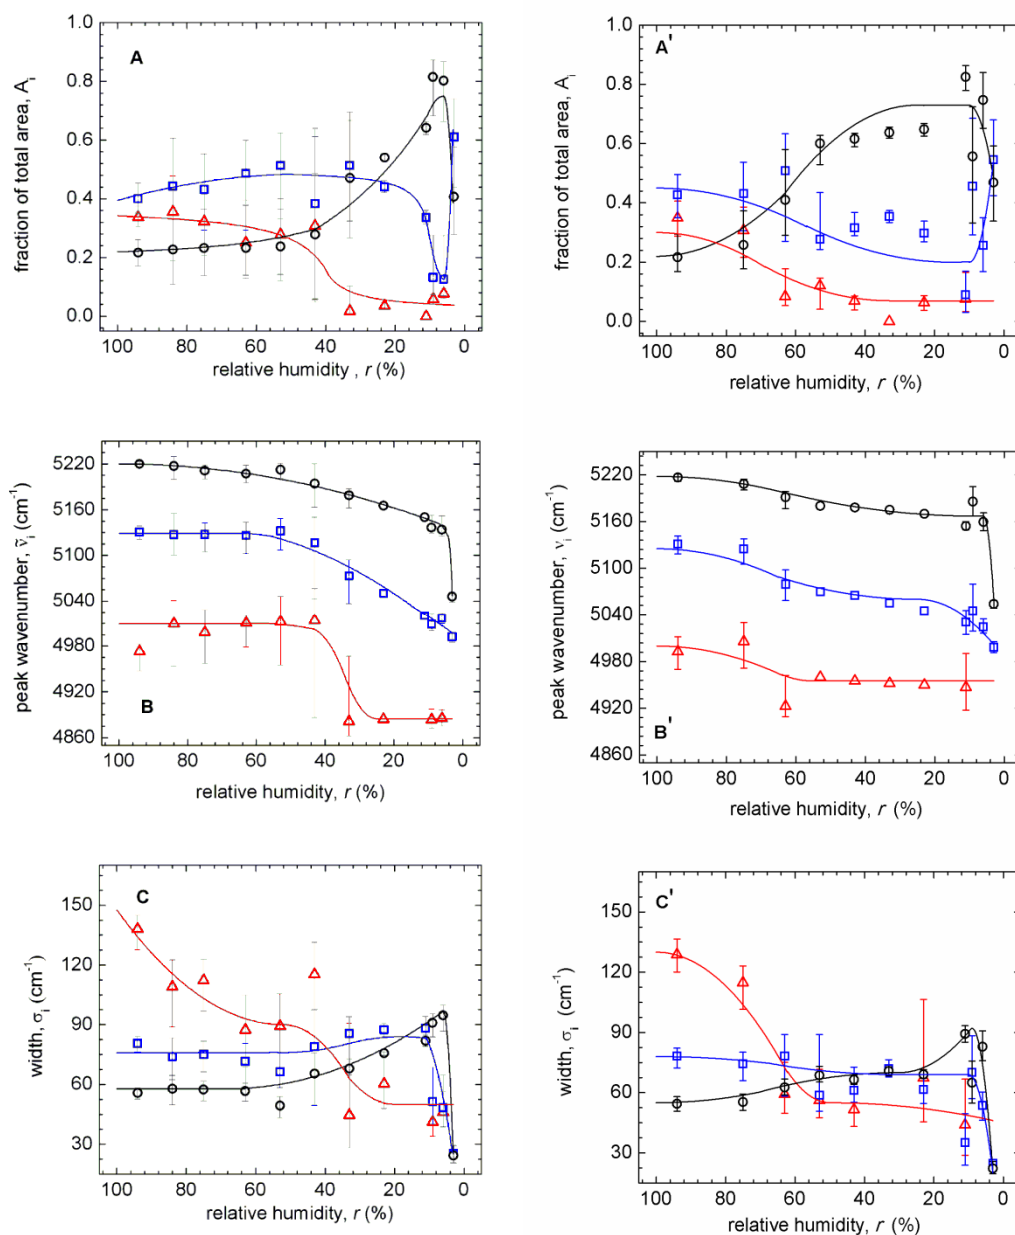 A
1.0
0.8
0.6
0.4
0.2
0.0
fraction of total area, A_i
100 80 60 40 20 0
relative humidity , r (%)
A'
1.0
0.8
0.6
0.4
0.2
0.0
fraction of total area, A_i
100 80 60 40 20 0
relative humidity, r (%)
5220
5160
5100
5040
4980
4920
4860
peak wavenumber, ṽ_i (cm⁻¹)
B
100 80 60 40 20 0
relative humidity, r (%)
5220
5160
5100
5040
4980
4920
4860
peak wavenumber, ν_i (cm⁻¹)
B'
100 80 60 40 20 0
relative humidity, r (%)
C
150
120
90
60
30
width, σ_i (cm⁻¹)
100 80 60 40 20 0
relative humidity, r (%)
C'
150
120
90
60
30
width, σ_i (cm⁻¹)
100 80 60 40 20 0
relative humidity, r (%)